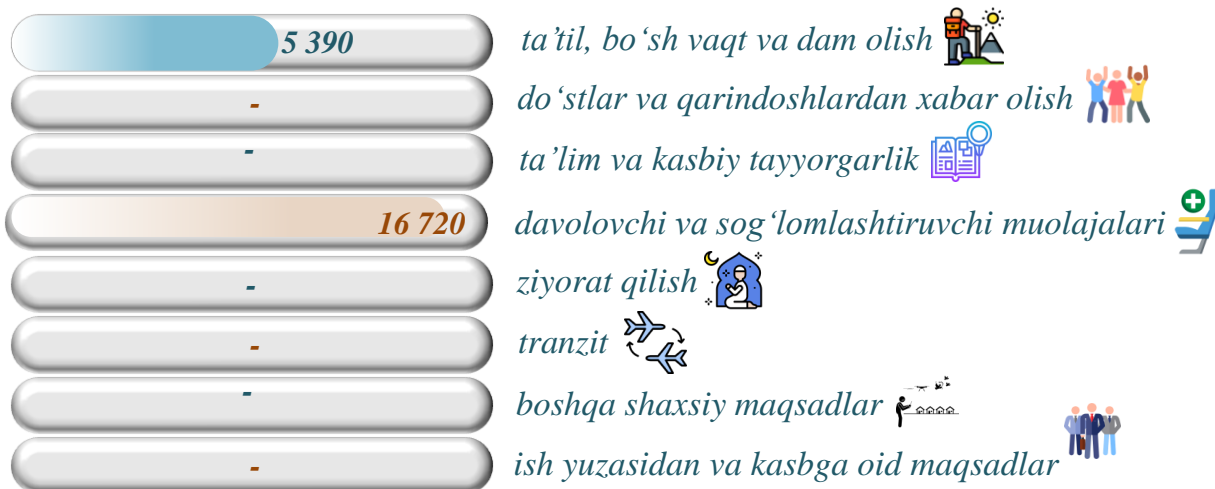 5 390 ta’til, bo‘sh vaqt va dam olish
- do‘stlar va qarindoshlardan xabar olish
- ta’lim va kasbiy tayyorgarlik
16 720 davolovchi va sog‘lomlashtiruvchi muolajalari
- ziyorat qilish
- tranzit
- boshqa shaxsiy maqsadlar
- ish yuzasidan va kasbga oid maqsadlar